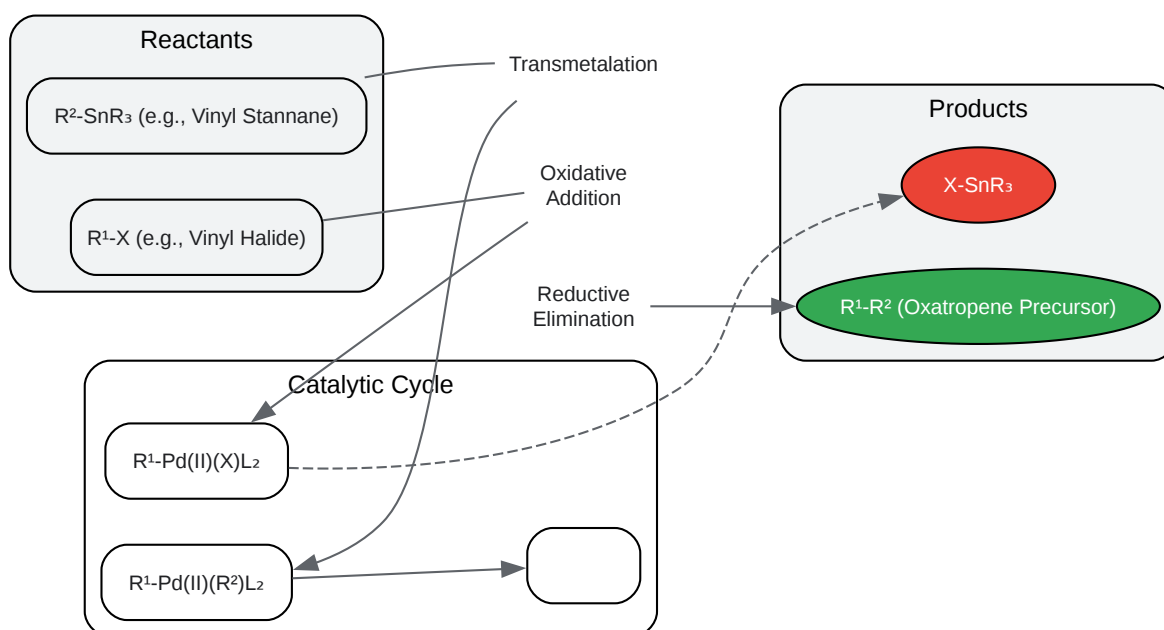 Reactants
R²-SnR₃ (e.g., Vinyl Stannane)
R¹-X (e.g., Vinyl Halide)
Transmetalation
Oxidative
Addition
Reductive
Elimination
Products
X-SnR₃
R¹-R² (Oxatropene Precursor)
Catalytic Cycle
R¹-Pd(II)(X)L₂
R¹-Pd(II)(R²)L₂